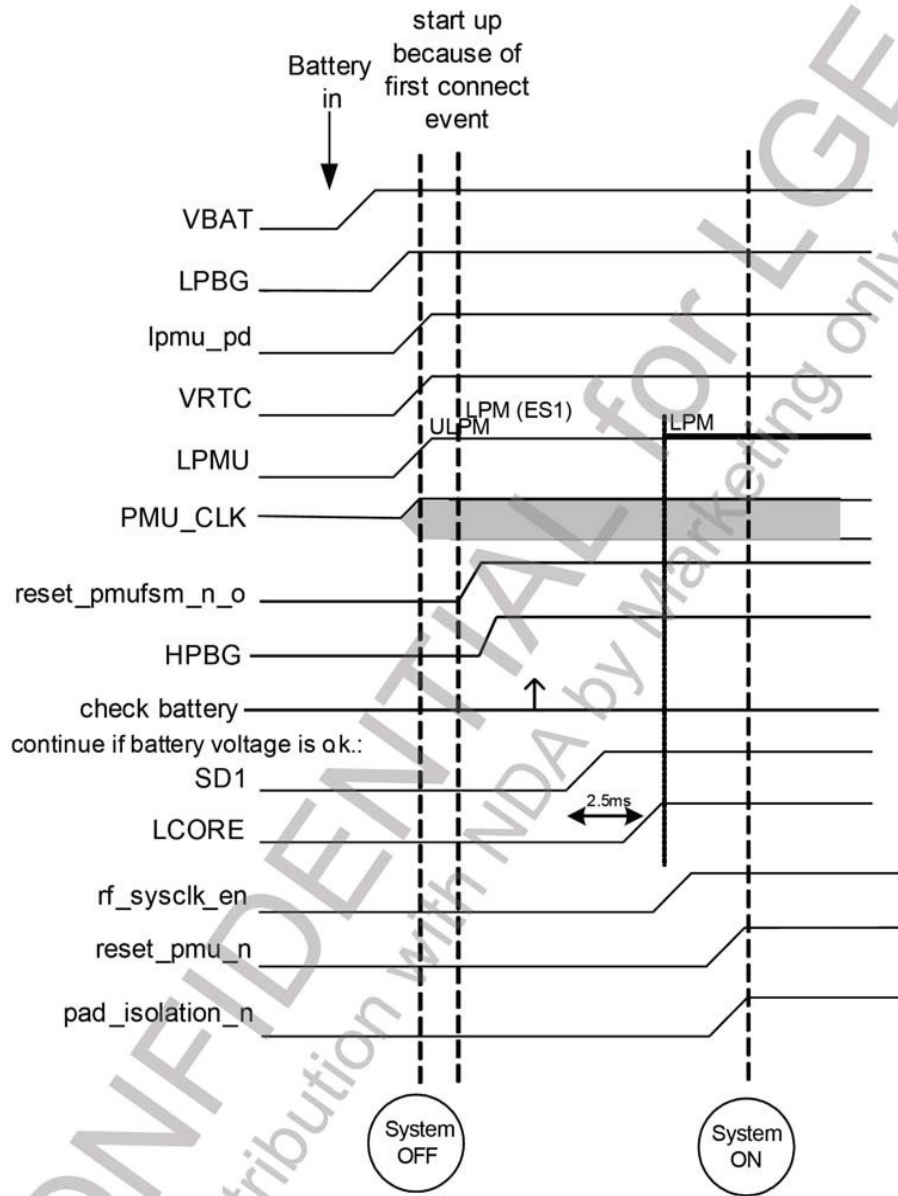 start up
because of
first connect
event
Battery
in
VBAT
LPBG
lpmu_pd
VRTC
LPM (ES1)
ULPM
LPM
LPMU
PMU_CLK
reset_pmufsm_n_o
HPBG
check battery
continue if battery voltage is ok.:
SD1
2.5ms
LCORE
rf_sysclk_en
reset_pmu_n
pad_isolation_n
System
OFF
System
ON
ONFIDENTIAL for LGE
tribution with NDA by Marketing only